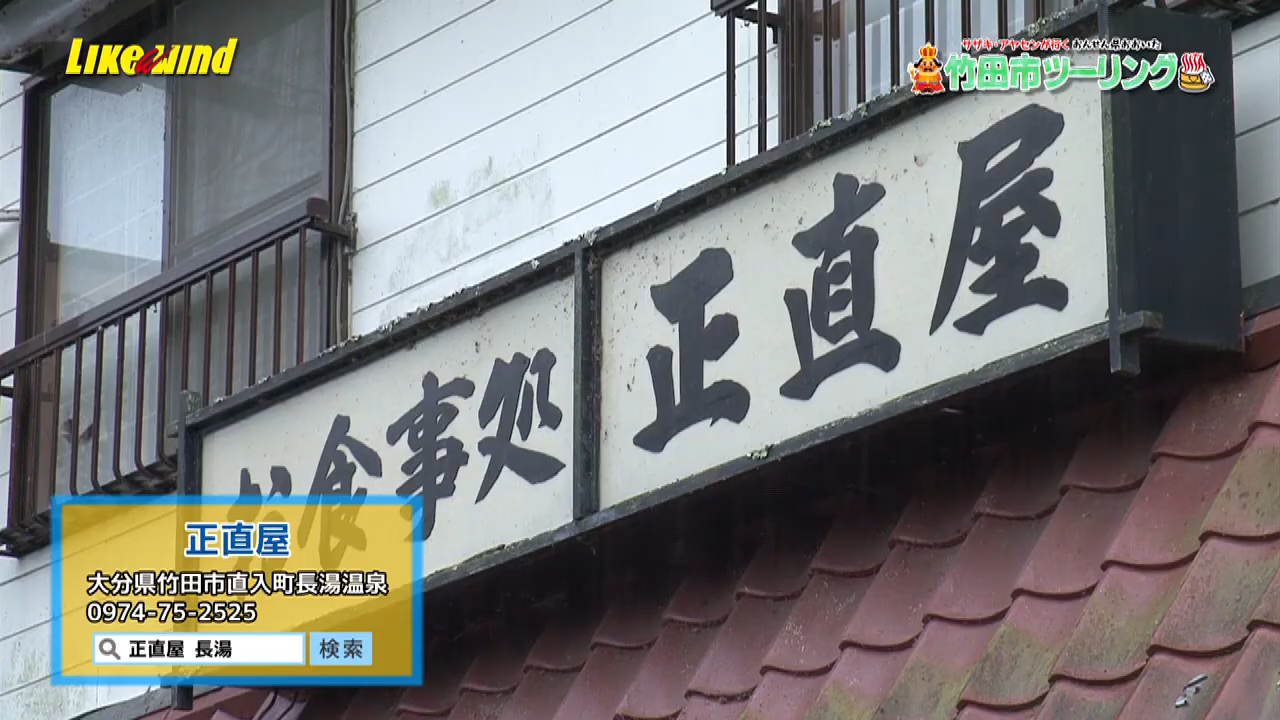 LIKE a WIND
サザキ・アヤセンが行く おんせん県おおいた
竹田市ツーリング
お食事処 正直屋
正直屋
大分県竹田市直入町長湯温泉
0974-75-2525
正直屋 長湯 検索